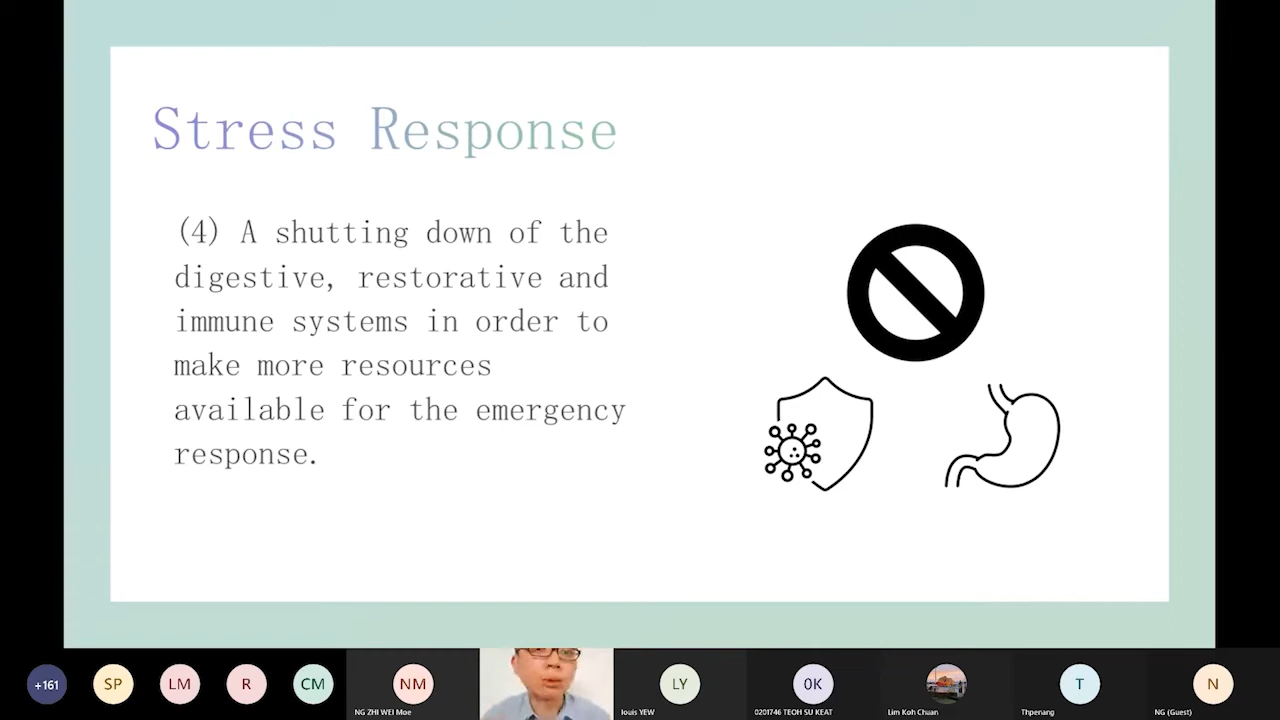 Stress Response
(4) A shutting down of the
digestive, restorative and
immune systems in order to
make more resources
available for the emergency
response.
+161
SP
LM
R
CM
NM
LY
0K
T
N
NG ZHI WEI Moe
louis YEW
0201746 TEOH SU KEAT
Lim Koh Chuan
Thpenang
NG (Guest)